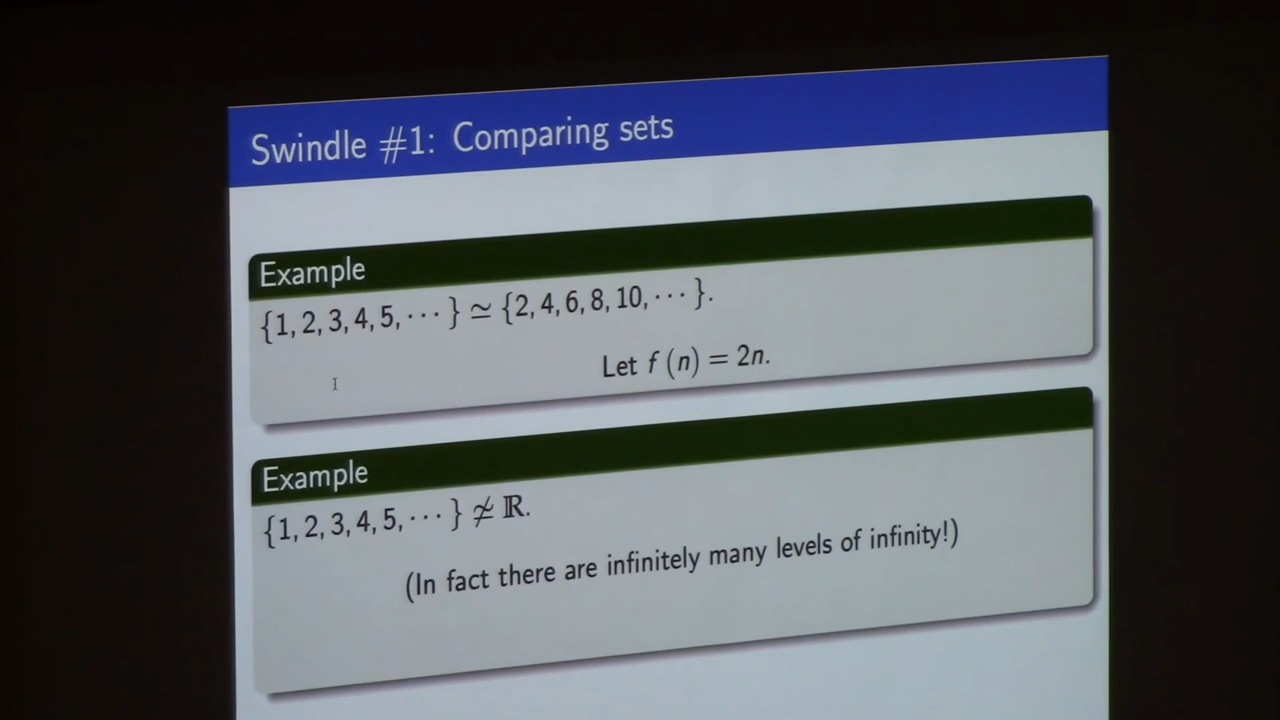 Swindle #1: Comparing sets
Example
{1, 2, 3, 4, 5, ⋯ } ≃ {2, 4, 6, 8, 10, ⋯ }.
Let f (n) = 2n.
Example
{1, 2, 3, 4, 5, ⋯ } ≄ ℝ.
(In fact there are infinitely many levels of infinity!)